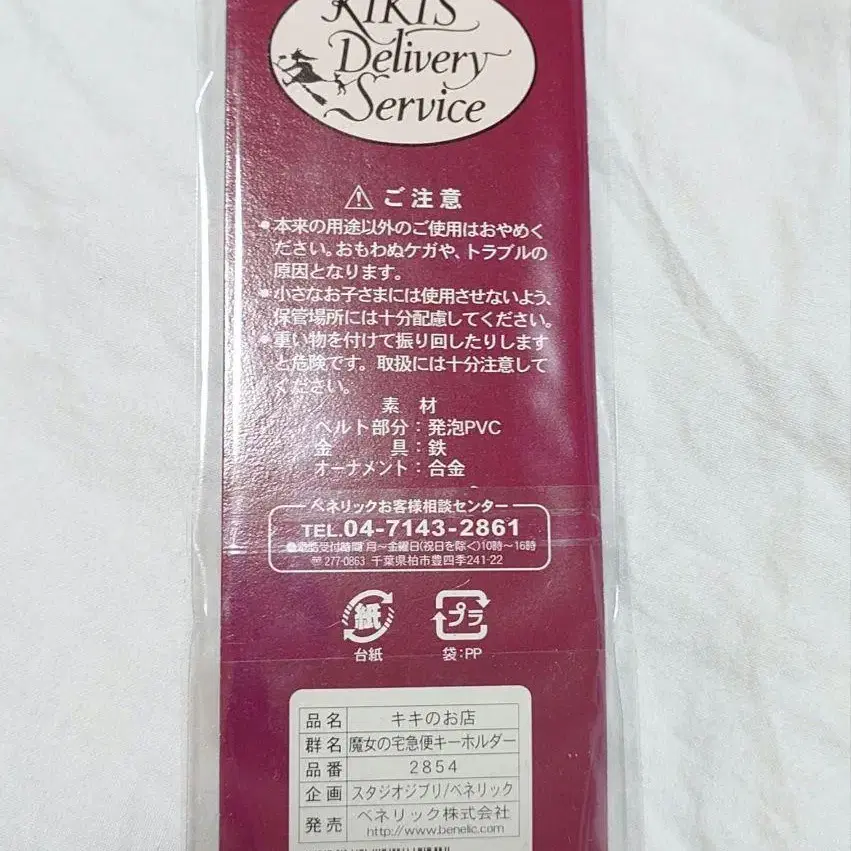 KIKI'S
Delivery
Service
⚠ ご注意
●本来の用途以外のご使用はおやめく
ださい。おもわぬケガや、トラブルの
原因となります。
●小さなお子さまには使用させないよう、
保管場所には十分配慮してください。
●重い物を付けて振り回したりします
と危険です。取扱には十分注意して
ください。
素 材
ベルト部分：発泡PVC
金 具：鉄
オーナメント：合金
ベネリックお客様相談センター
TEL.04-7143-2861
●電話受付時間 月～金曜日(祝日を除く)10時～16時
〒277-0863 千葉県柏市豊四季241-22
紙 プラ
台紙 袋:PP
品名 キキのお店
群名 魔女の宅急便キーホルダー
品番 2854
企画 スタジオジブリ/ベネリック
発売 ベネリック株式会社
http://www.benelic.com